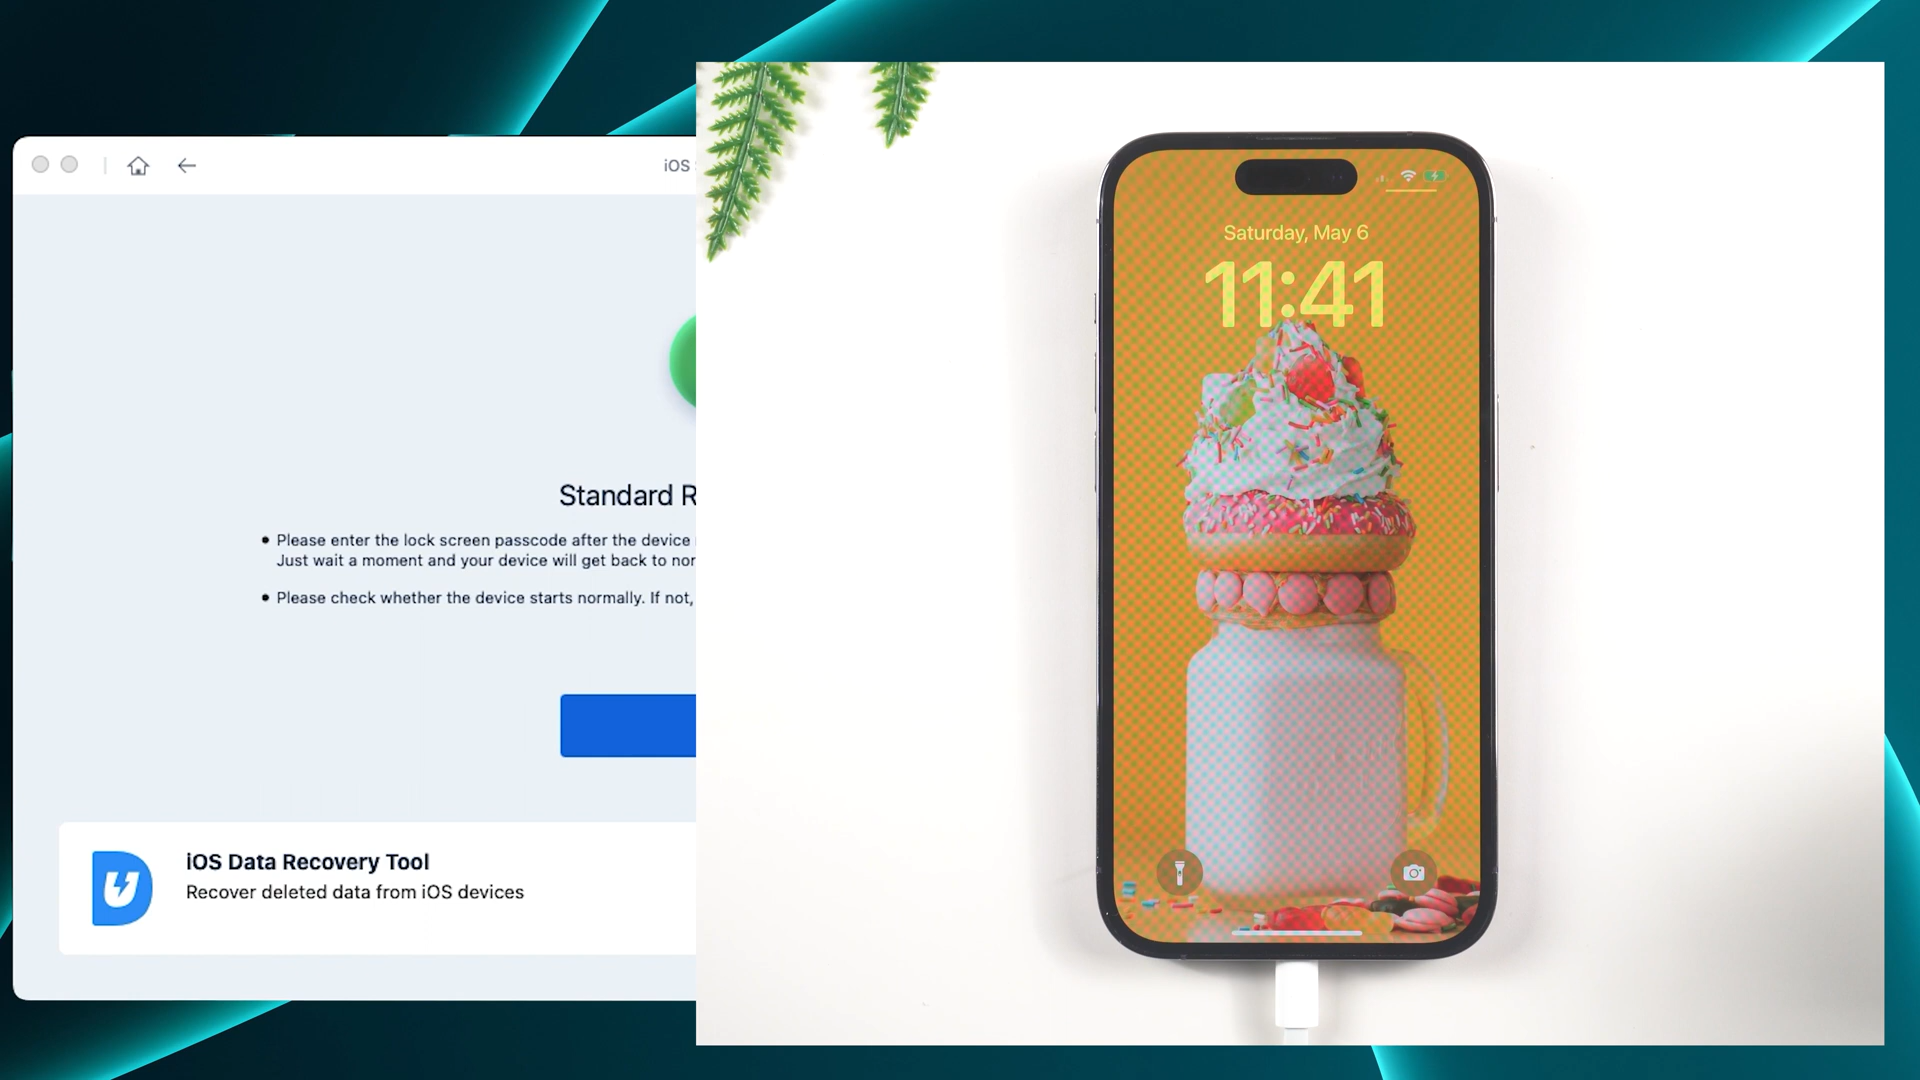 iOS
Standard R
Please enter the lock screen passcode after the device
Just wait a moment and your device will get back to nor
Please check whether the device starts normally. If not,
iOS Data Recovery Tool
Recover deleted data from iOS devices
Saturday, May 6
11:41